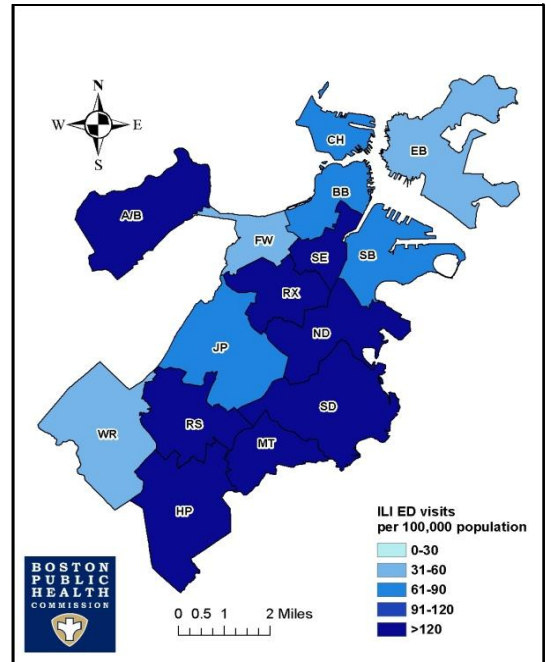 N
W E
S
CH
EB
BB
A/B
FW
SE
SB
RX
ND
JP
SD
WR
RS
MT
HP
ILI ED visits
per 100,000 population
0-30
31-60
61-90
91-120
>120
BOSTON
PUBLIC
HEALTH
COMMISSION
0 0.5 1 2 Miles